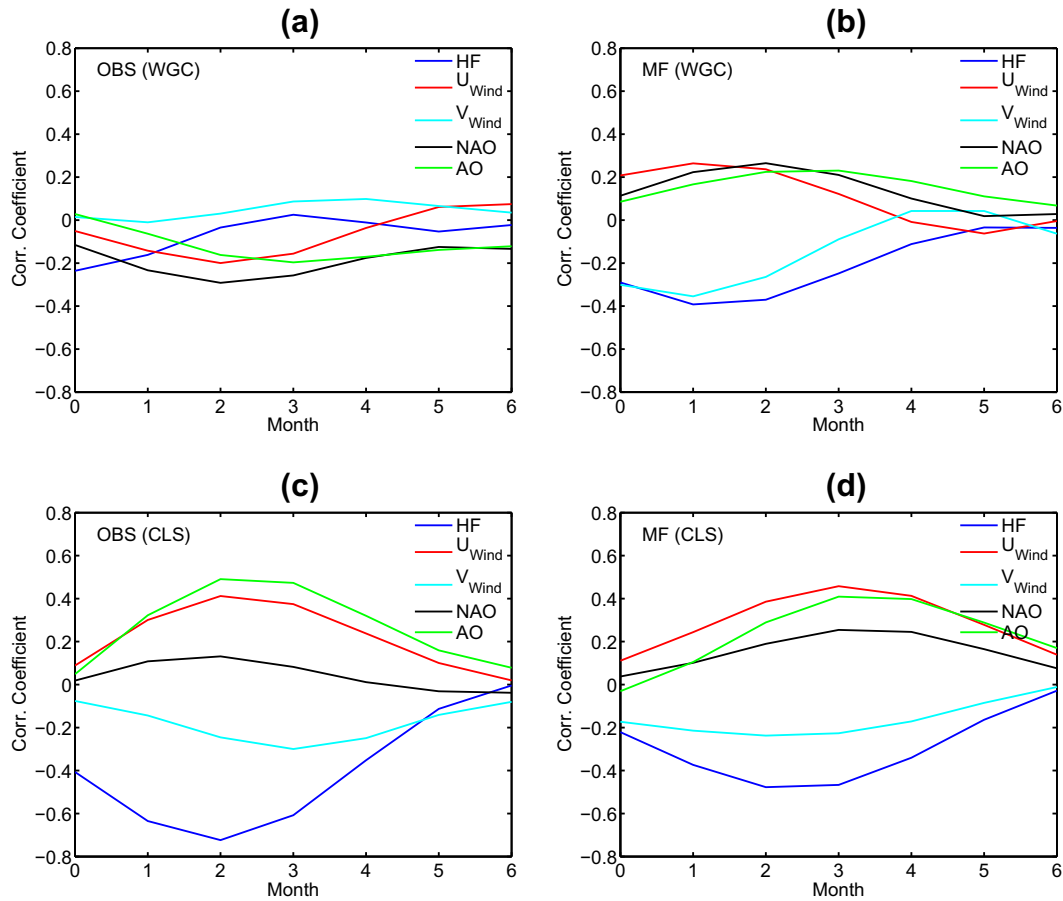 (a)
OBS (WGC)
HF
U_Wind
V_Wind
NAO
AO
0.8
0.6
0.4
0.2
0
−0.2
−0.4
−0.6
−0.8
Corr. Coefficient
0 1 2 3 4 5 6
Month
(b)
MF (WGC)
HF
U_Wind
V_Wind
NAO
AO
0.8
0.6
0.4
0.2
0
−0.2
−0.4
−0.6
−0.8
Corr. Coefficient
0 1 2 3 4 5 6
Month
(c)
OBS (CLS)
HF
U_Wind
V_Wind
NAO
AO
0.8
0.6
0.4
0.2
0
−0.2
−0.4
−0.6
−0.8
Corr. Coefficient
0 1 2 3 4 5 6
Month
(d)
MF (CLS)
HF
U_Wind
V_Wind
NAO
AO
0.8
0.6
0.4
0.2
0
−0.2
−0.4
−0.6
−0.8
Corr. Coefficient
0 1 2 3 4 5 6
Month